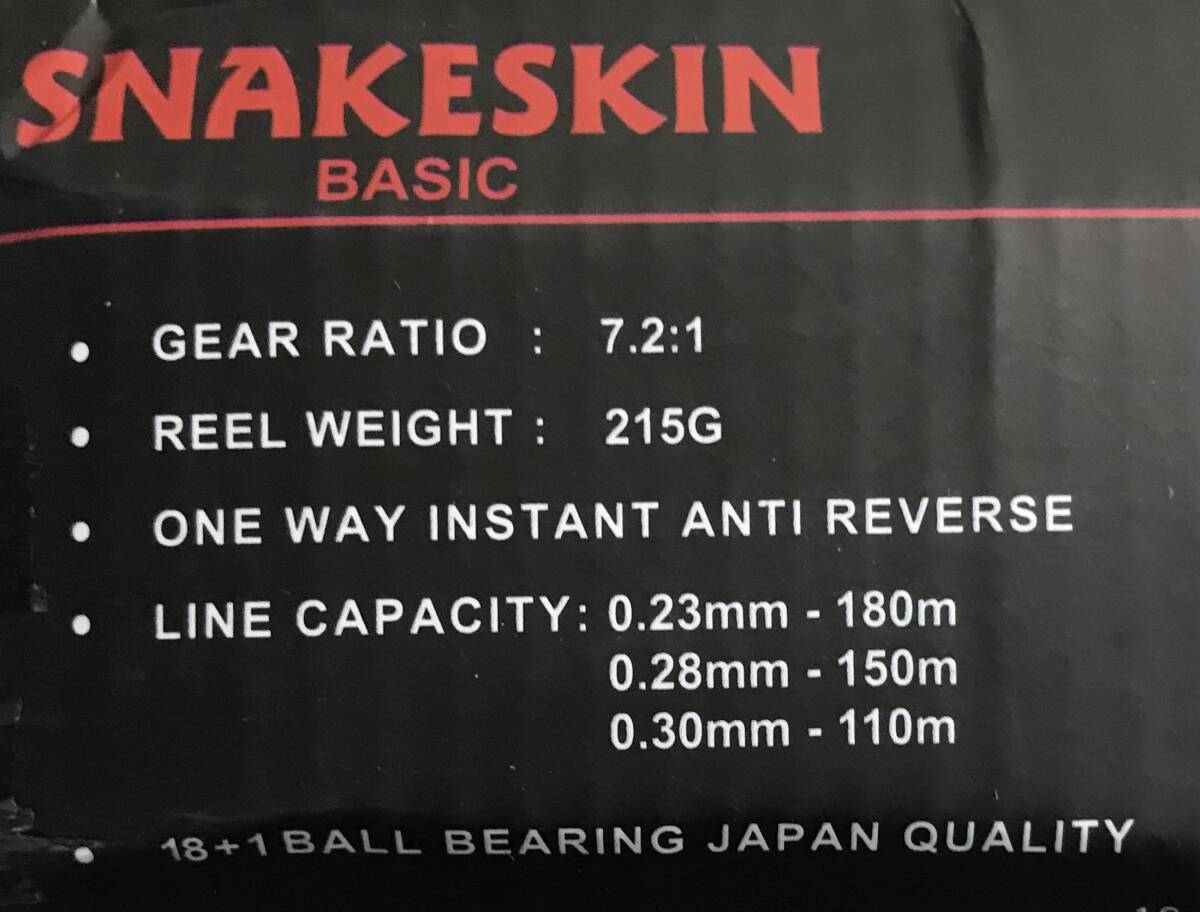 SNAKESKIN
BASIC
• GEAR RATIO : 7.2:1
• REEL WEIGHT : 215G
• ONE WAY INSTANT ANTI REVERSE
• LINE CAPACITY: 0.23mm - 180m
0.28mm - 150m
0.30mm - 110m
• 18+1 BALL BEARING JAPAN QUALITY